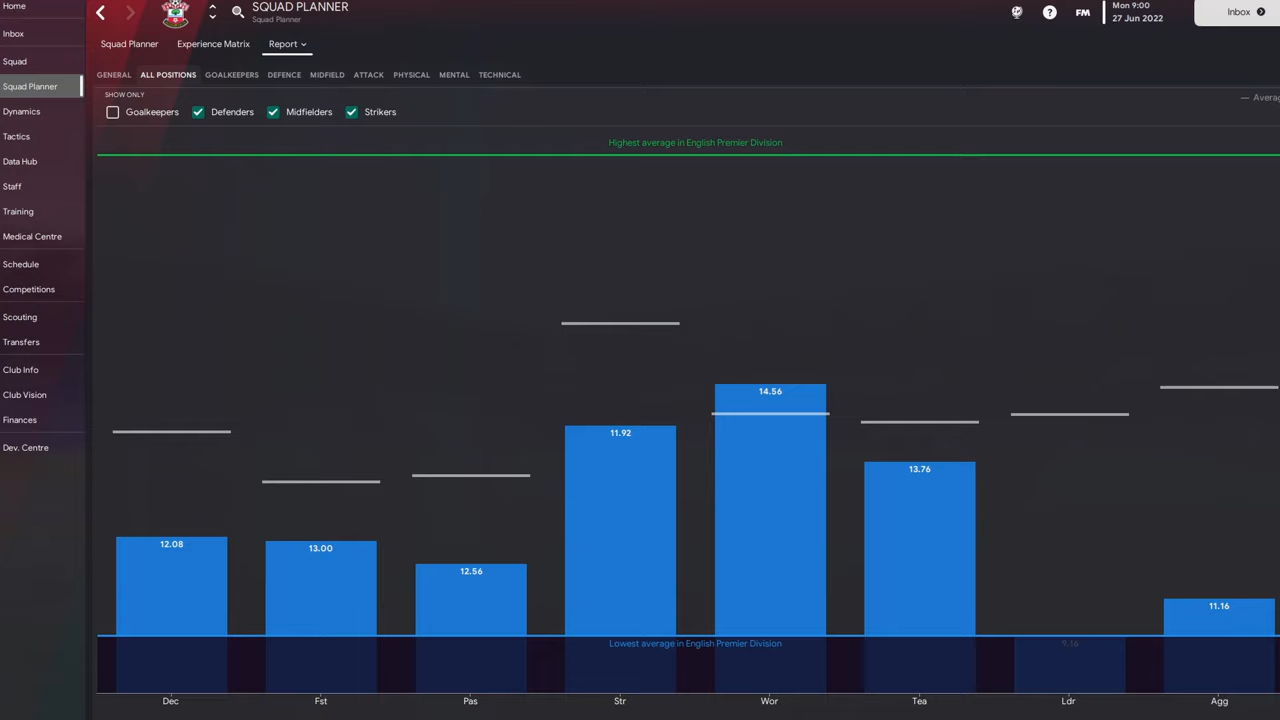 Home
SQUAD PLANNER
Squad Planner
FM
Mon 9:00
27 Jun 2022
Inbox
Inbox
Squad Planner
Experience Matrix
Report
Squad
GENERAL
ALL POSITIONS
GOALKEEPERS
DEFENCE
MIDFIELD
ATTACK
PHYSICAL
MENTAL
TECHNICAL
Squad Planner
SHOW ONLY
Goalkeepers
Defenders
Midfielders
Strikers
Dynamics
Tactics
Data Hub
Staff
Training
Medical Centre
Schedule
Competitions
Scouting
Transfers
Club Info
Club Vision
Finances
Dev. Centre
Highest average in English Premier Division
12.08
13.00
12.56
11.92
14.56
13.76
9.16
11.16
Lowest average in English Premier Division
Dec
Fst
Pas
Str
Wor
Tea
Ldr
Agg